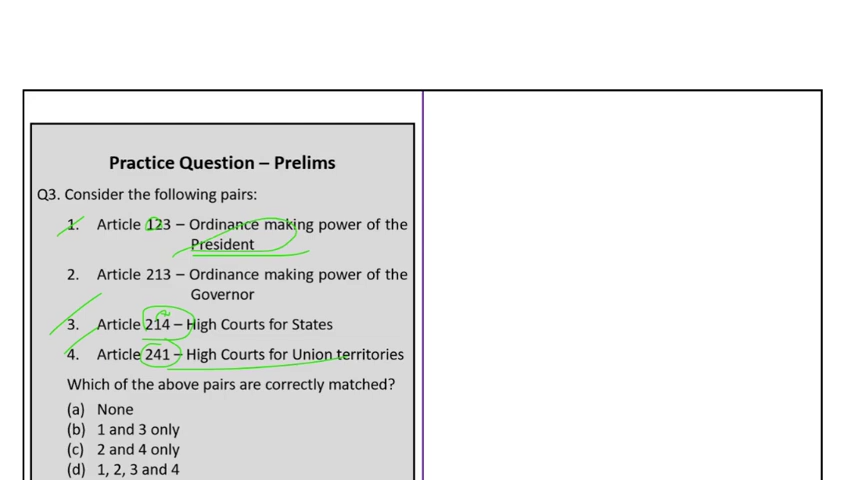 Practice Question – Prelims
Q3. Consider the following pairs:
1. Article 123 – Ordinance making power of the
President
2. Article 213 – Ordinance making power of the
Governor
3. Article 214 – High Courts for States
4. Article 241 – High Courts for Union territories
Which of the above pairs are correctly matched?
(a) None
(b) 1 and 3 only
(c) 2 and 4 only
(d) 1, 2, 3 and 4